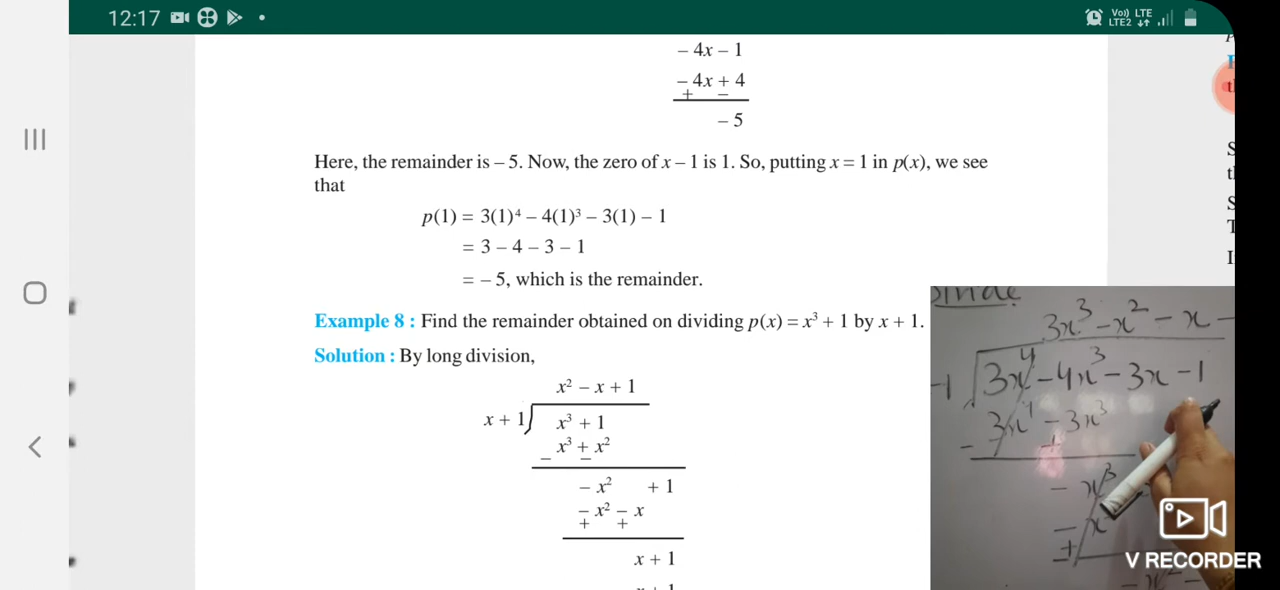 12:17
Vo)) LTE
LTE2
– 4x – 1
– 4x + 4
+ –
– 5
Here, the remainder is – 5. Now, the zero of x – 1 is 1. So, putting x = 1 in p(x), we see
that
p(1) = 3(1)⁴ – 4(1)³ – 3(1) – 1
= 3 – 4 – 3 – 1
= – 5, which is the remainder.
Example 8 : Find the remainder obtained on dividing p(x) = x³ + 1 by x + 1.
Solution : By long division,
x² – x + 1
x + 1 x³ + 1
x³ + x²
– –
– x² + 1
– x² – x
+ +
x + 1
3x³ - x² - x -
-1 3x⁴ - 4x³ - 3x - 1
3x⁴ - 3x³
- +
- x³
- x
+
V RECORDER